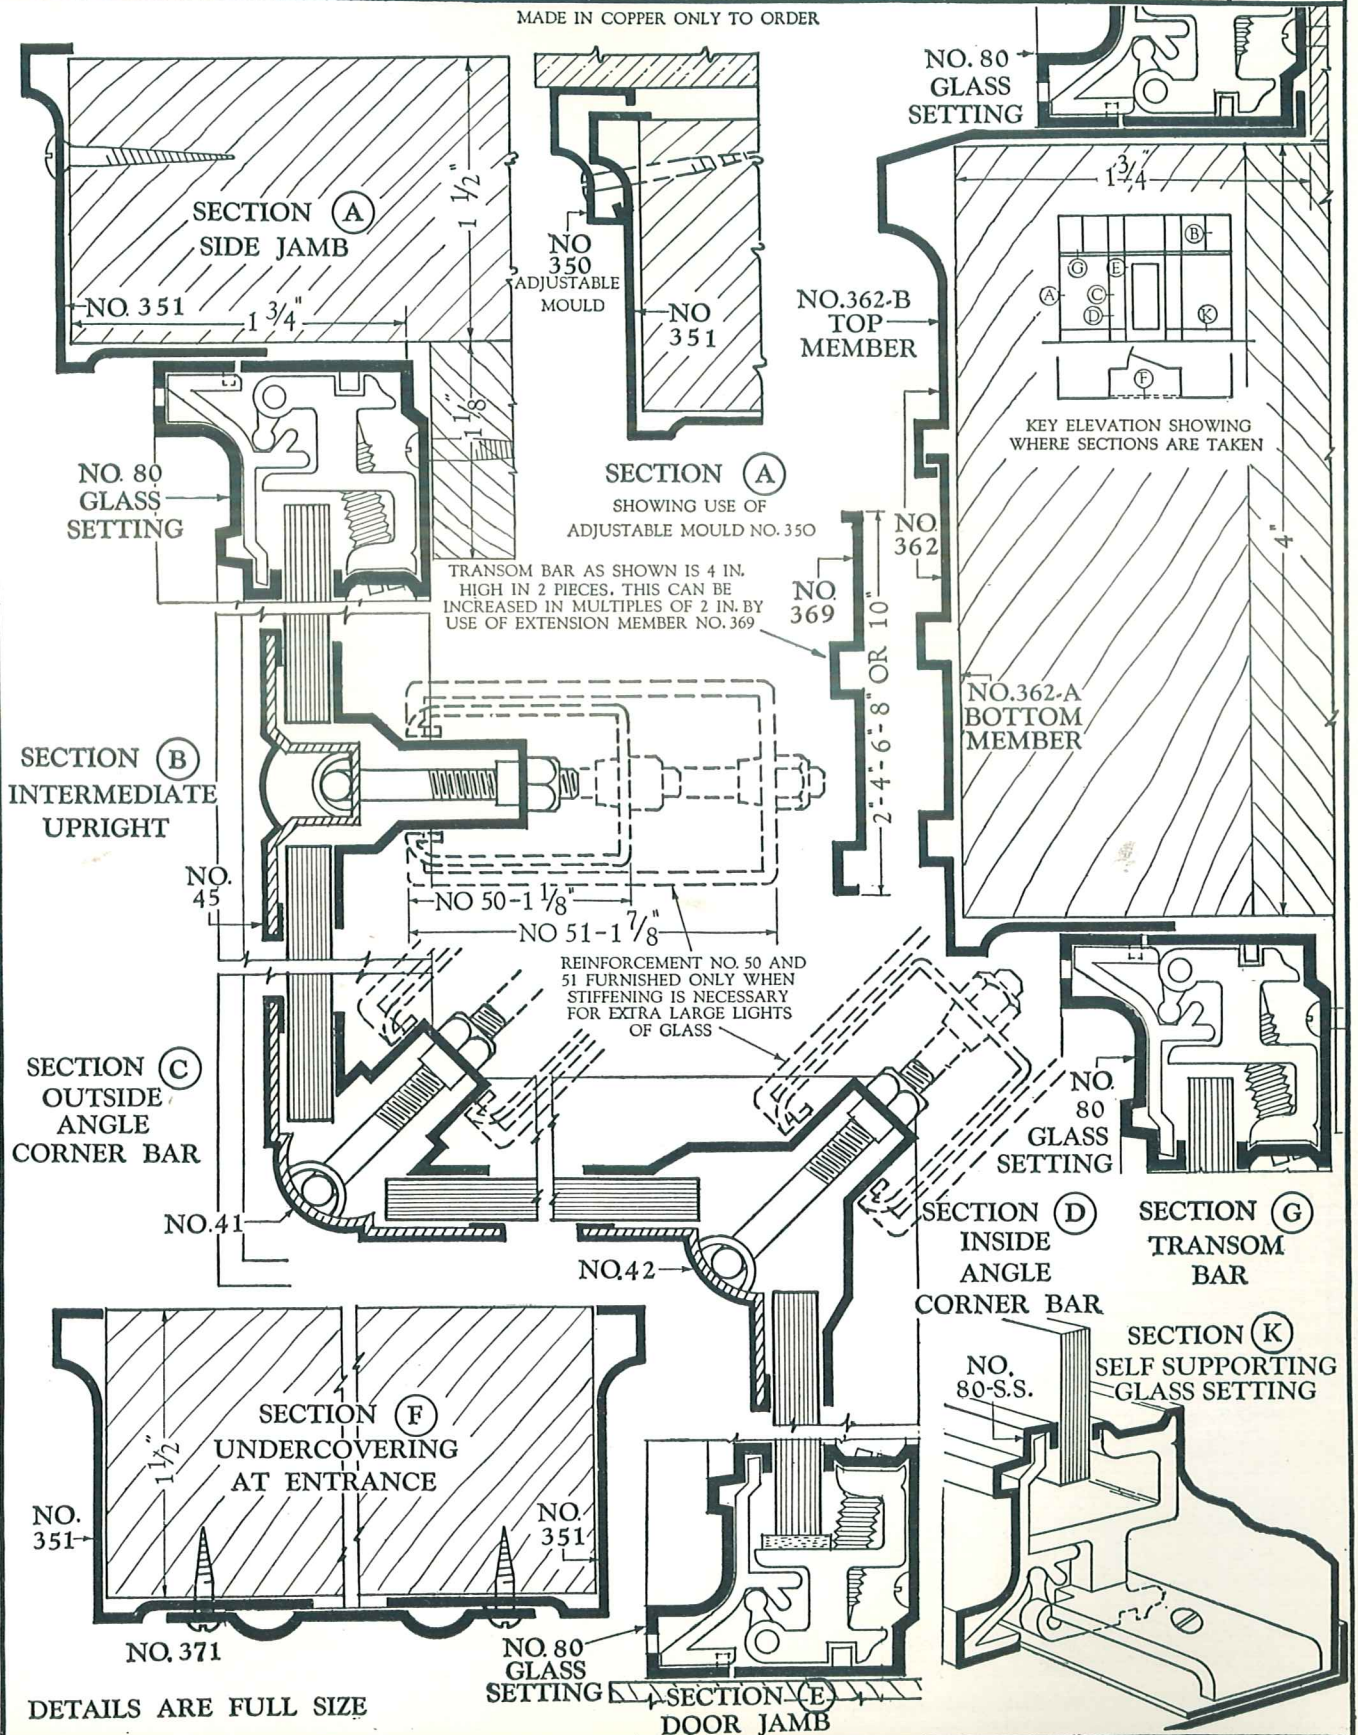 MADE IN COPPER ONLY TO ORDER
NO. 80
GLASS
SETTING
SECTION A
SIDE JAMB
1 1/2"
NO. 351
1 3/4"
1 1/8"
NO
350
ADJUSTABLE
MOULD
NO
351
SECTION A
SHOWING USE OF
ADJUSTABLE MOULD NO. 350
NO.362-B
TOP
MEMBER
1 3/4"
B
G
E
A
C
D
K
F
KEY ELEVATION SHOWING
WHERE SECTIONS ARE TAKEN
NO. 80
GLASS
SETTING
NO.
362
4"
TRANSOM BAR AS SHOWN IS 4 IN.
HIGH IN 2 PIECES. THIS CAN BE
INCREASED IN MULTIPLES OF 2 IN. BY
USE OF EXTENSION MEMBER NO. 369
NO.
369
2"-4"-6"-8" OR 10"
NO.362-A
BOTTOM
MEMBER
SECTION B
INTERMEDIATE
UPRIGHT
NO.
45
NO 50-1 1/8"
NO 51-1 7/8"
REINFORCEMENT NO. 50 AND
51 FURNISHED ONLY WHEN
STIFFENING IS NECESSARY
FOR EXTRA LARGE LIGHTS
OF GLASS
SECTION C
OUTSIDE
ANGLE
CORNER BAR
NO.41
NO.42
NO.
80
GLASS
SETTING
SECTION D
INSIDE
ANGLE
CORNER BAR
SECTION G
TRANSOM
BAR
SECTION F
UNDERCOVERING
AT ENTRANCE
1 1/2"
NO.
351
NO.
351
NO. 371
NO. 80
GLASS
SETTING
SECTION E
DOOR JAMB
SECTION K
SELF SUPPORTING
GLASS SETTING
NO.
80-S.S.
DETAILS ARE FULL SIZE